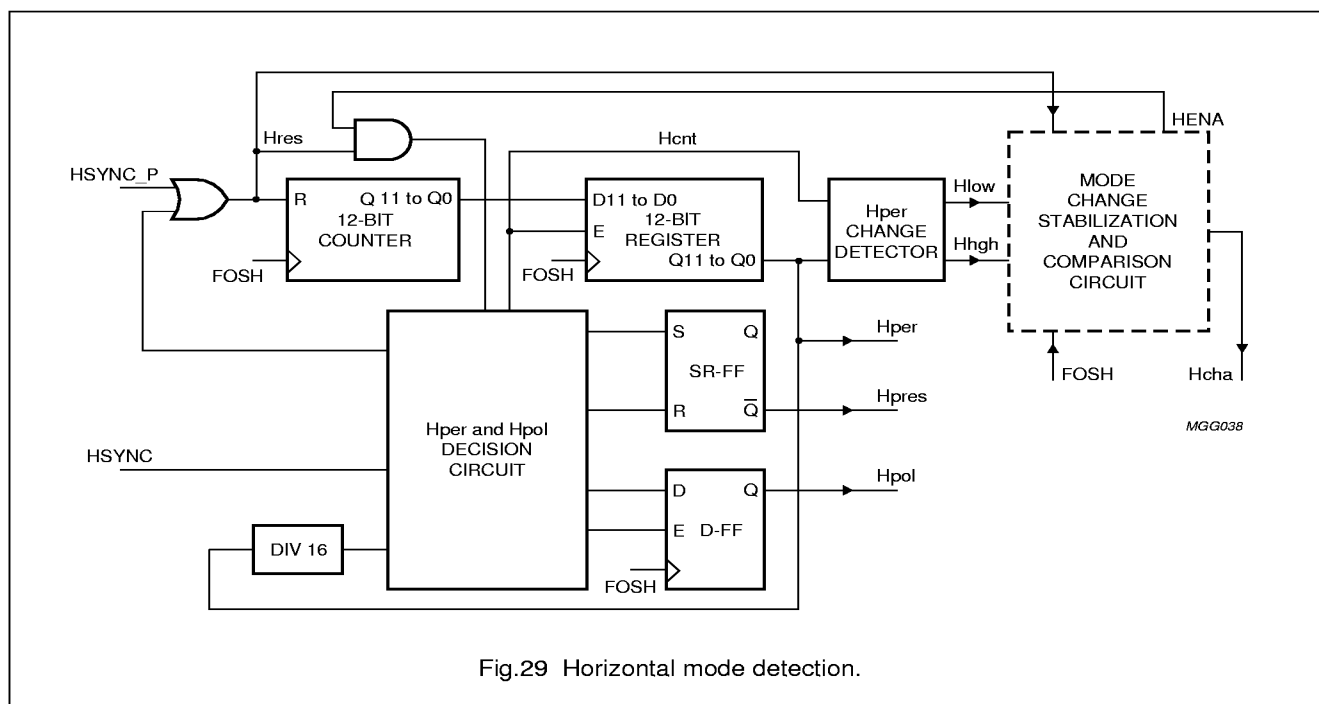 HENA
Hres
Hcnt
HSYNC_P
R
Q 11 to Q0
12-BIT
COUNTER
FOSH
D11 to D0
12-BIT
E
REGISTER
Q11 to Q0
FOSH
Hper
CHANGE
DETECTOR
Hlow
Hhgh
MODE
CHANGE
STABILIZATION
AND
COMPARISON
CIRCUIT
FOSH
Hcha
MGG038
S
Q
SR-FF
R
Q̅
Hper
Hpres
Hper and Hpol
DECISION
CIRCUIT
HSYNC
D
Q
E
D-FF
FOSH
Hpol
DIV 16
Fig.29 Horizontal mode detection.